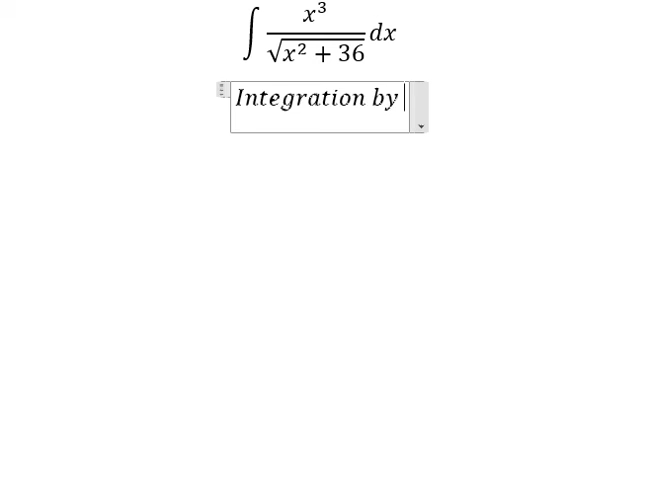 ∫ x³/√(x² + 36) dx
Integration by